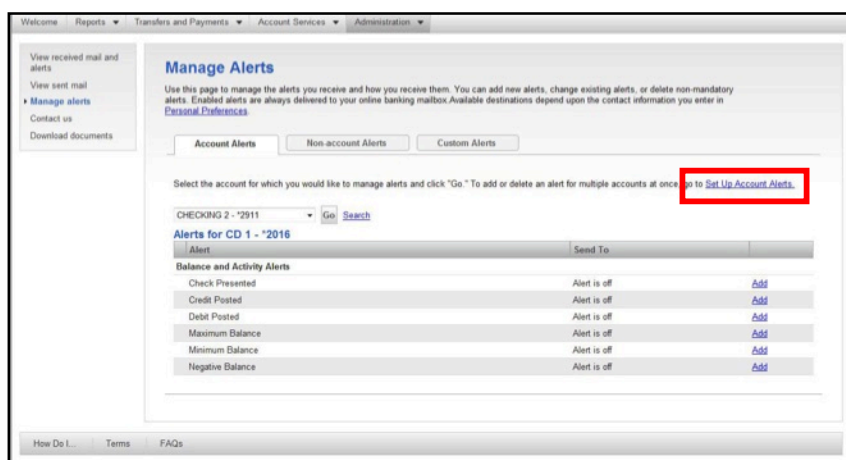 Welcome Reports Transfers and Payments Account Services Administration
View received mail and
alerts
View sent mail
Manage alerts
Contact us
Download documents
Manage Alerts
Use this page to manage the alerts you receive and how you receive them. You can add new alerts, change existing alerts, or delete non-mandatory
alerts. Enabled alerts are always delivered to your online banking mailbox.Available destinations depend upon the contact information you enter in
Personal Preferences.
Account Alerts Non-account Alerts Custom Alerts
Select the account for which you would like to manage alerts and click "Go." To add or delete an alert for multiple accounts at once, go to Set Up Account Alerts.
CHECKING 2 - *2911 Go Search
Alerts for CD 1 - *2016
Alert Send To
Balance and Activity Alerts
Check Presented Alert is off Add
Credit Posted Alert is off Add
Debit Posted Alert is off Add
Maximum Balance Alert is off Add
Minimum Balance Alert is off Add
Negative Balance Alert is off Add
How Do I... Terms FAQs